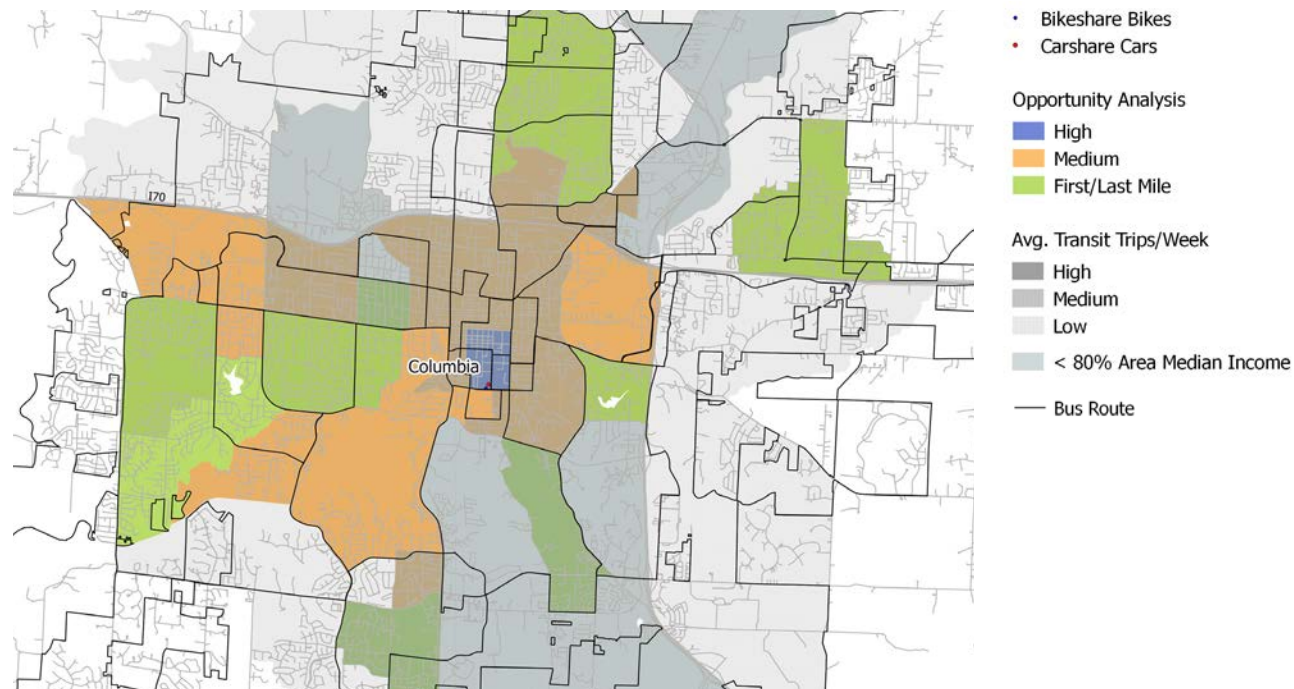 I70
Columbia
Bikeshare Bikes
Carshare Cars
Opportunity Analysis
High
Medium
First/Last Mile
Avg. Transit Trips/Week
High
Medium
Low
< 80% Area Median Income
Bus Route